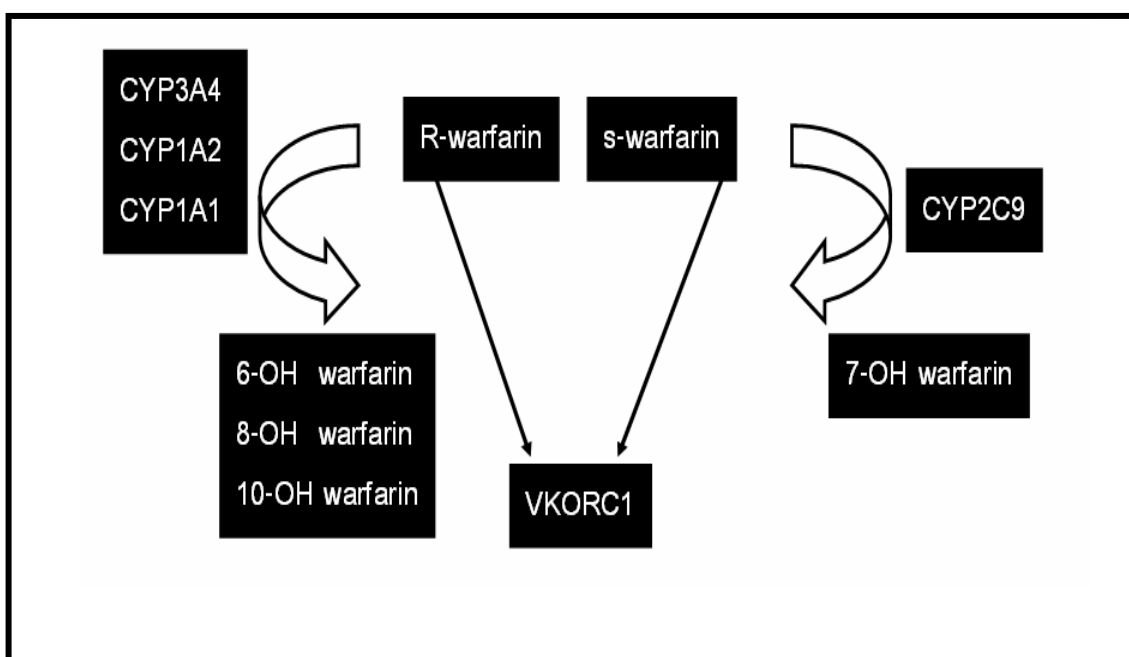 CYP3A4
CYP1A2
CYP1A1
R-warfarin
s-warfarin
CYP2C9
6-OH warfarin
8-OH warfarin
10-OH warfarin
7-OH warfarin
VKORC1